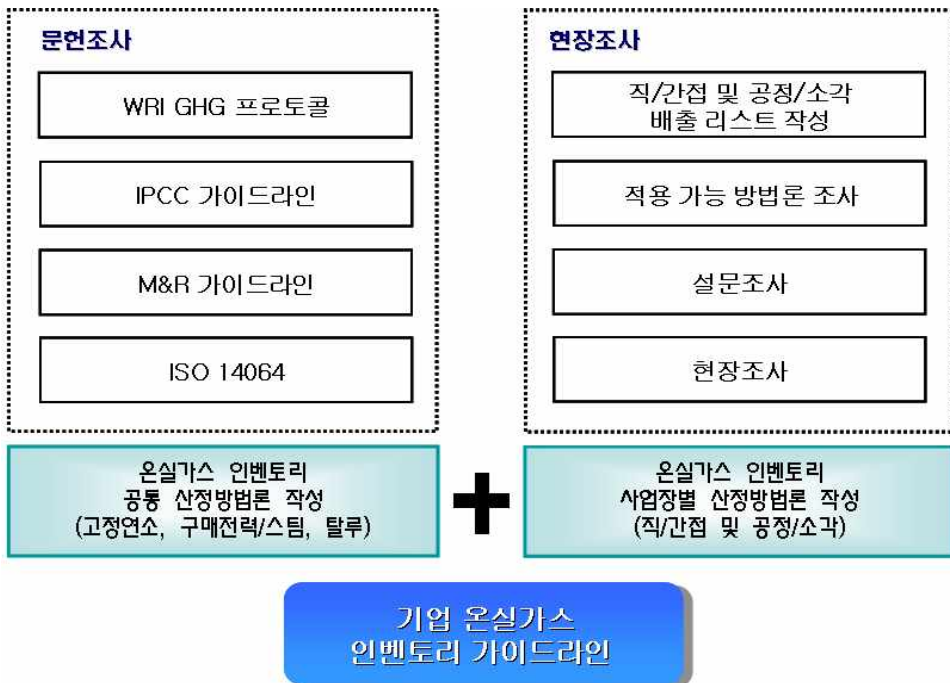 문헌조사
WRI GHG 프로토콜
IPCC 가이드라인
M&R 가이드라인
ISO 14064
온실가스 인벤토리
공통 산정방법론 작성
(고정연소, 구매전력/스팀, 탈루)
현장조사
직/간접 및 공정/소각
배출 리스트 작성
적용 가능 방법론 조사
설문조사
현장조사
온실가스 인벤토리
사업장별 산정방법론 작성
(직/간접 및 공정/소각)
기업 온실가스
인벤토리 가이드라인